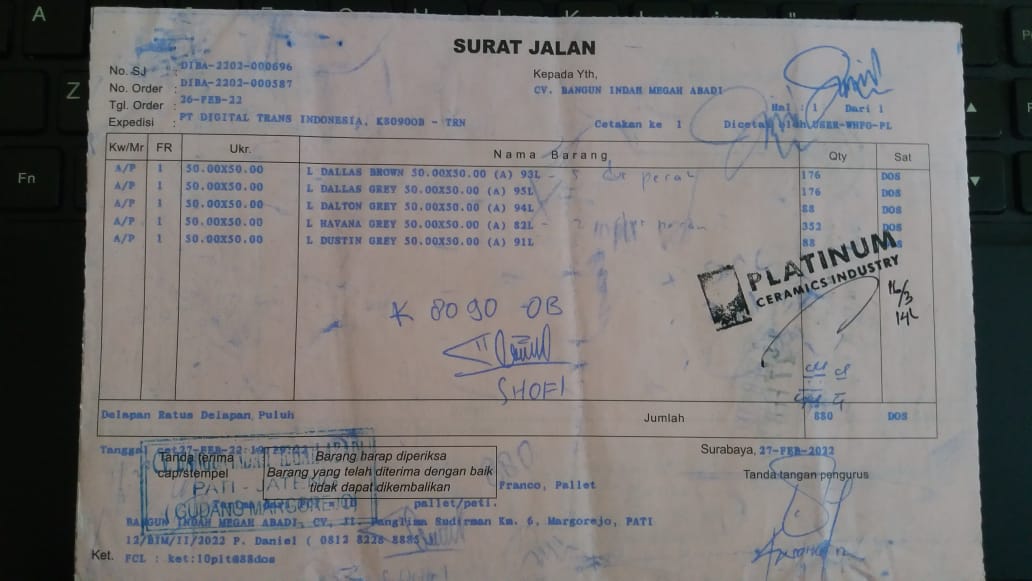 SURAT JALAN
No. SJ : DIBA-2202-000696
No. Order : DIBA-2202-000587
Tgl. Order : 26-FEB-22
Expedisi : PT DIGITAL TRANS INDONESIA, K8090OB - TRN
Kepada Yth,
CV. BANGUN INDAH MEGAH ABADI
Hal : 1 Dari 1
Cetakan ke 1 Dicetak oleh USER-WHPG-PL
Kw/Mr FR Ukr. Nama Barang Qty Sat
A/P 1 50.00X50.00 L DALLAS BROWN 50.00X50.00 (A) 93L 176 DOS
A/P 1 50.00X50.00 L DALLAS GREY 50.00X50.00 (A) 95L 176 DOS
A/P 1 50.00X50.00 L DALTON GREY 50.00X50.00 (A) 94L 88 DOS
A/P 1 50.00X50.00 L HAVANA GREY 50.00X50.00 (A) 82L 352 DOS
A/P 1 50.00X50.00 L DUSTIN GREY 50.00X50.00 (A) 91L 88 DOS
PLATINUM
CERAMICS INDUSTRY
16/3
K 8090 OB
SHOFI
Delapan Ratus Delapan Puluh Jumlah 880 DOS
Surabaya, 27-FEB-2022
Tanda terima
cap/stempel
Barang harap diperiksa
Barang yang telah diterima dengan baik
tidak dapat dikembalikan
Tanda tangan pengurus
PATI - JATENG
( GUDANG MARGOREJO )
Franco, Pallet
pallet/peti.
BANGUN INDAH MEGAH ABADI, CV, Jl. Panglima Sudirman Km. 6, Margorejo, PATI
12/BIM/II/2022 P. Daniel ( 0812 8228 8885
Ket. FCL : ket:10plt@88dos